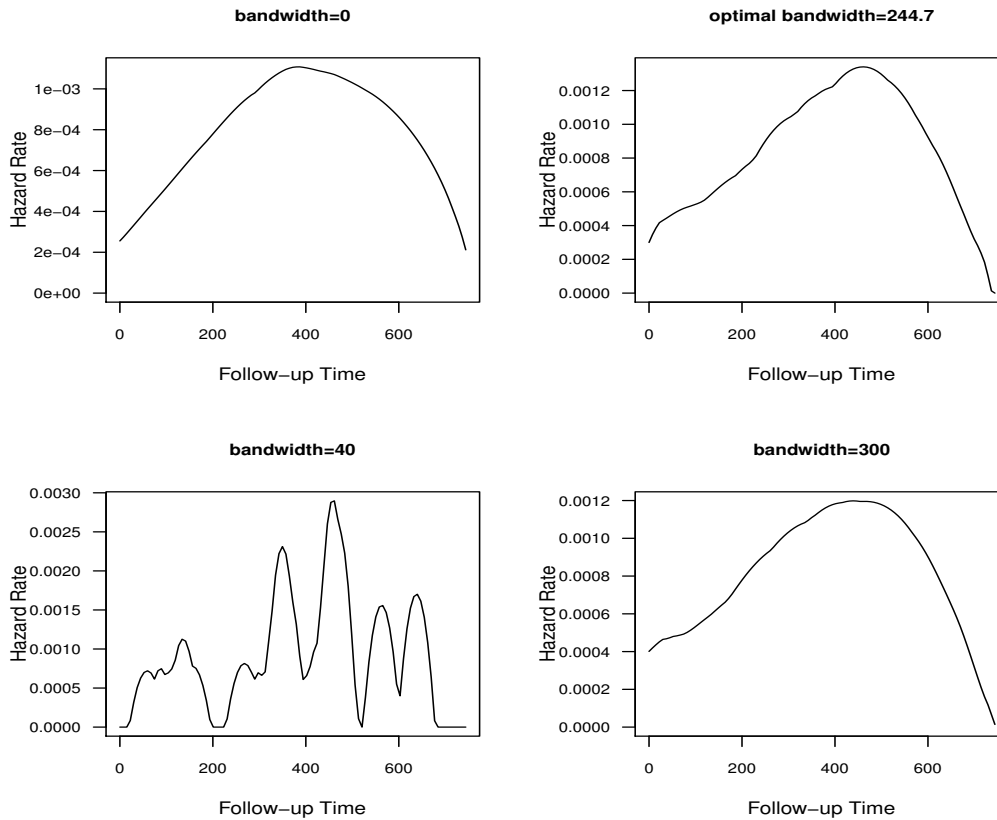 bandwidth=0
Hazard Rate
1e−03
8e−04
6e−04
4e−04
2e−04
0e+00
0 200 400 600
Follow−up Time
optimal bandwidth=244.7
Hazard Rate
0.0012
0.0010
0.0008
0.0006
0.0004
0.0002
0.0000
0 200 400 600
Follow−up Time
bandwidth=40
Hazard Rate
0.0030
0.0025
0.0020
0.0015
0.0010
0.0005
0.0000
0 200 400 600
Follow−up Time
bandwidth=300
Hazard Rate
0.0012
0.0010
0.0008
0.0006
0.0004
0.0002
0.0000
0 200 400 600
Follow−up Time